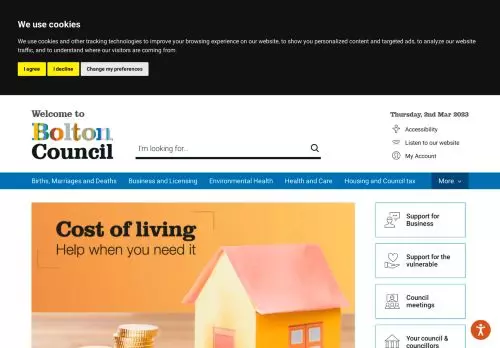 We use cookies
We use cookies and other tracking technologies to improve your browsing experience on our website, to show you personalized content and targeted ads, to analyze our website
traffic, and to understand where our visitors are coming from.
I agree
I decline
Change my preferences
Welcome to
Bolton
Council
I'm looking for...
Thursday, 2nd Mar 2023
Accessibility
Listen to our website
My Account
Births, Marriages and Deaths
Business and Licensing
Environmental Health
Health and Care
Housing and Council tax
More
Cost of living
Help when you need it
Support for
Business
Support for the
vulnerable
Council
meetings
Your council &
councillors